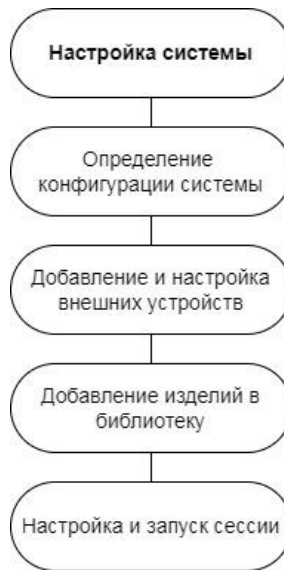 Настройка системы
Определение
конфигурации системы
Добавление и настройка
внешних устройств
Добавление изделий в
библиотеку
Настройка и запуск сессии